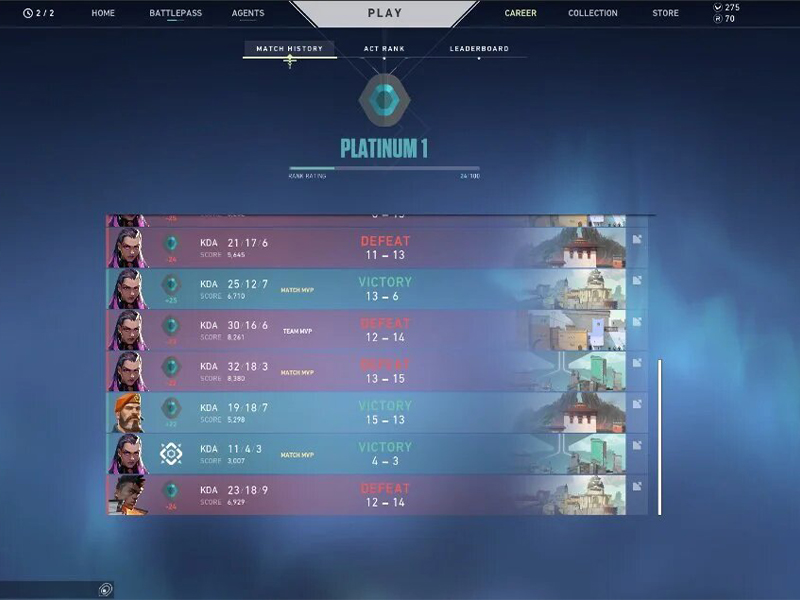 2 / 2 HOME BATTLEPASS AGENTS PLAY CAREER COLLECTION STORE 275
70
MATCH HISTORY ACT RANK LEADERBOARD
PLATINUM 1
RANK RATING 24/100
KDA 21/17/6 DEFEAT
SCORE 5,645 11 – 13
-24
KDA 25/12/7 VICTORY
SCORE 6,710 MATCH MVP 13 – 6
+25
KDA 30/16/6 DEFEAT
SCORE 8,261 TEAM MVP 12 – 14
KDA 32/18/3 DEFEAT
SCORE 8,380 MATCH MVP 13 – 15
KDA 19/18/7 VICTORY
SCORE 5,298 15 – 13
KDA 11/4/3 VICTORY
SCORE 3,007 MATCH MVP 4 – 3
KDA 23/18/9 DEFEAT
SCORE 6,929 12 – 14
-24